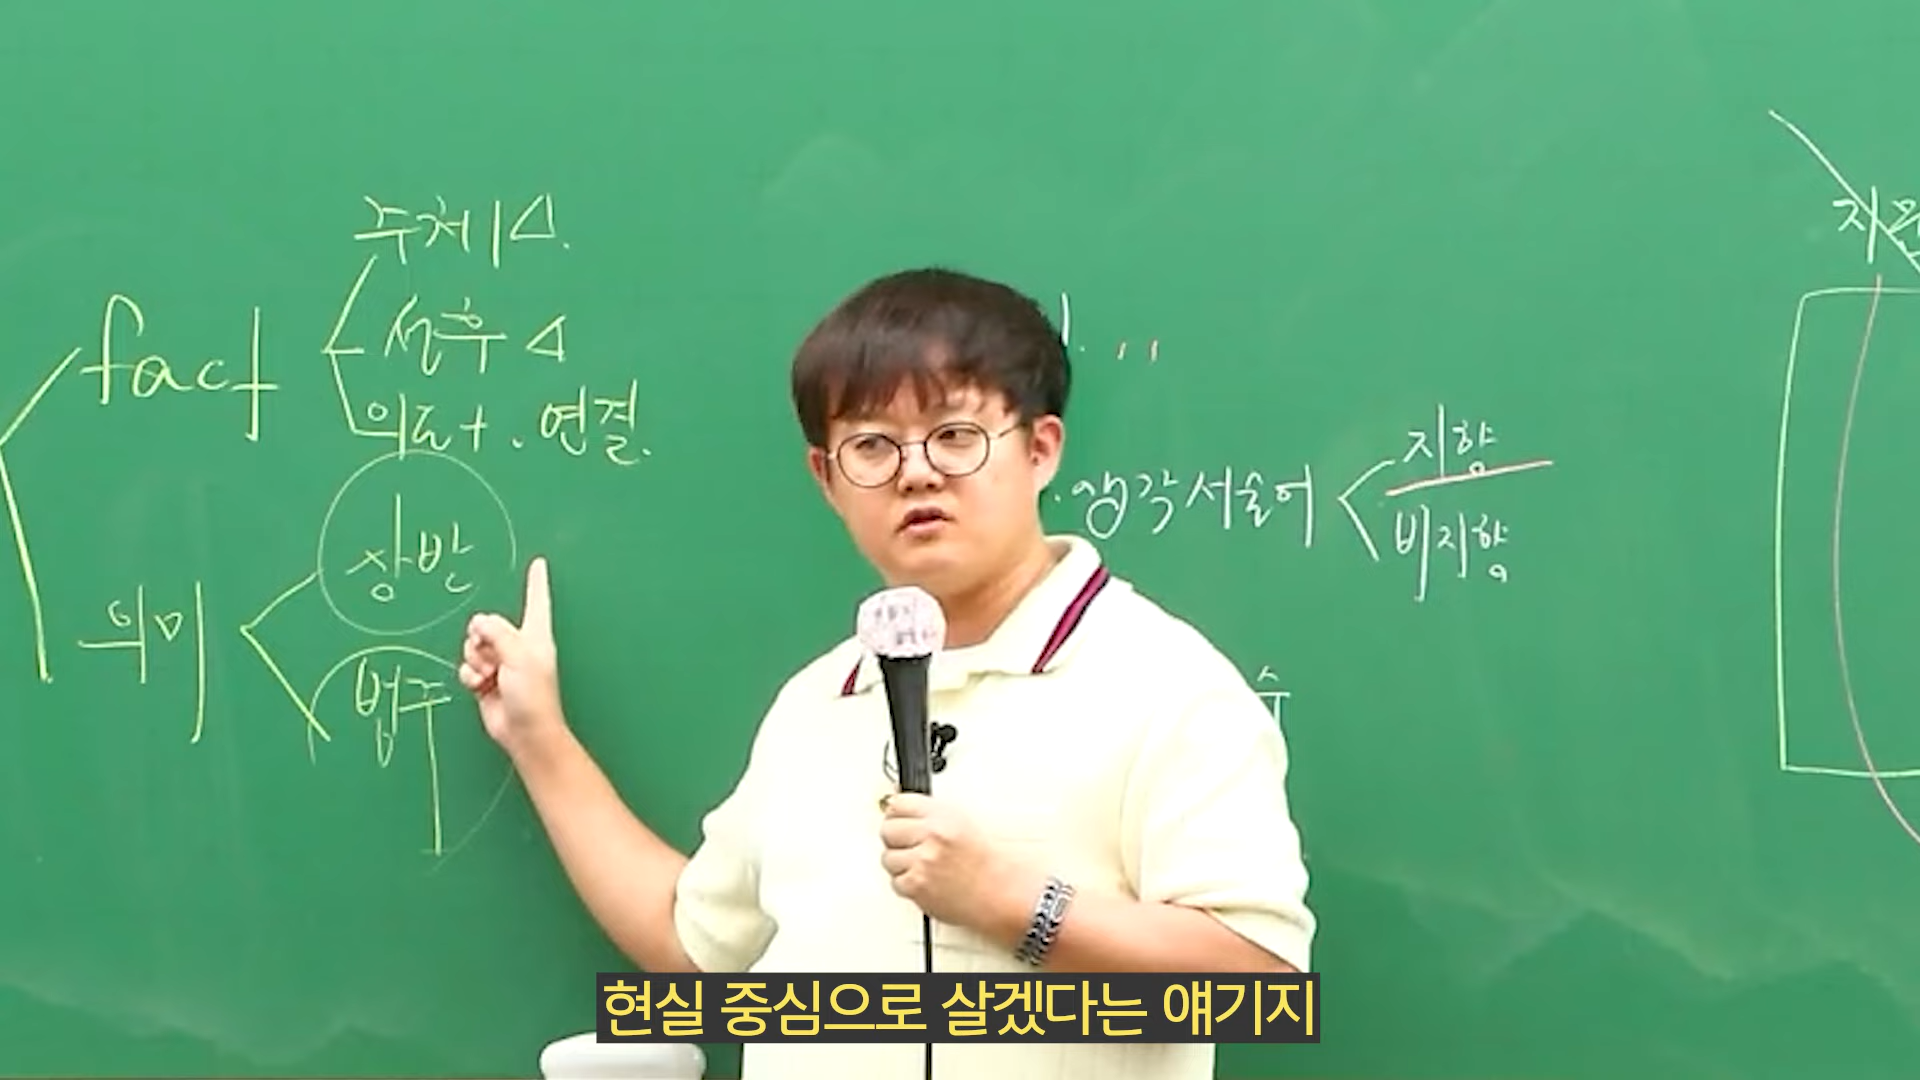 주체 | △.
fact
선후 △
의도 + . 연결.
상반
의미
범주
· 생각 서술어
지향
비지향
현실 중심으로 살겠다는 얘기지